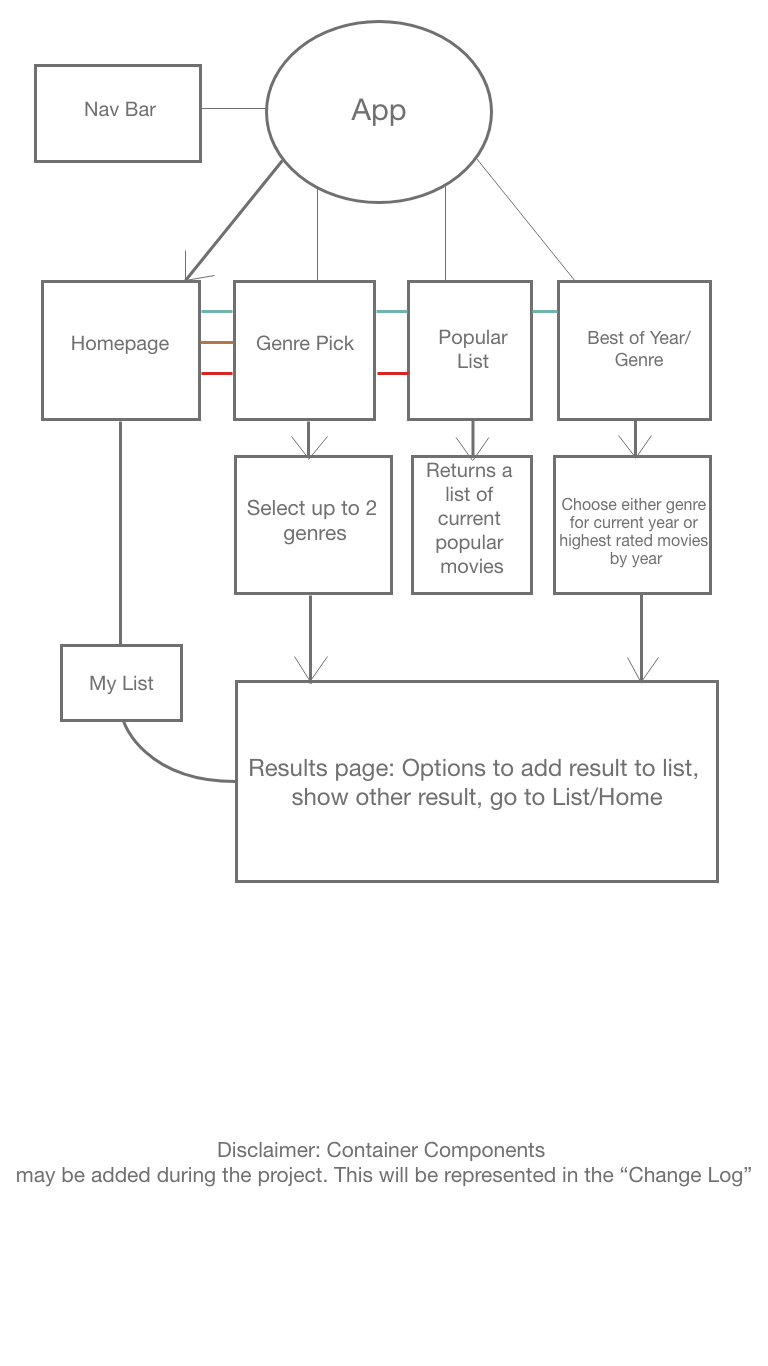 App
Nav Bar
Homepage
Genre Pick
Popular
List
Best of Year/
Genre
Select up to 2
genres
Returns a
list of
current
popular
movies
Choose either genre
for current year or
highest rated movies
by year
My List
Results page: Options to add result to list,
show other result, go to List/Home
Disclaimer: Container Components
may be added during the project. This will be represented in the “Change Log”